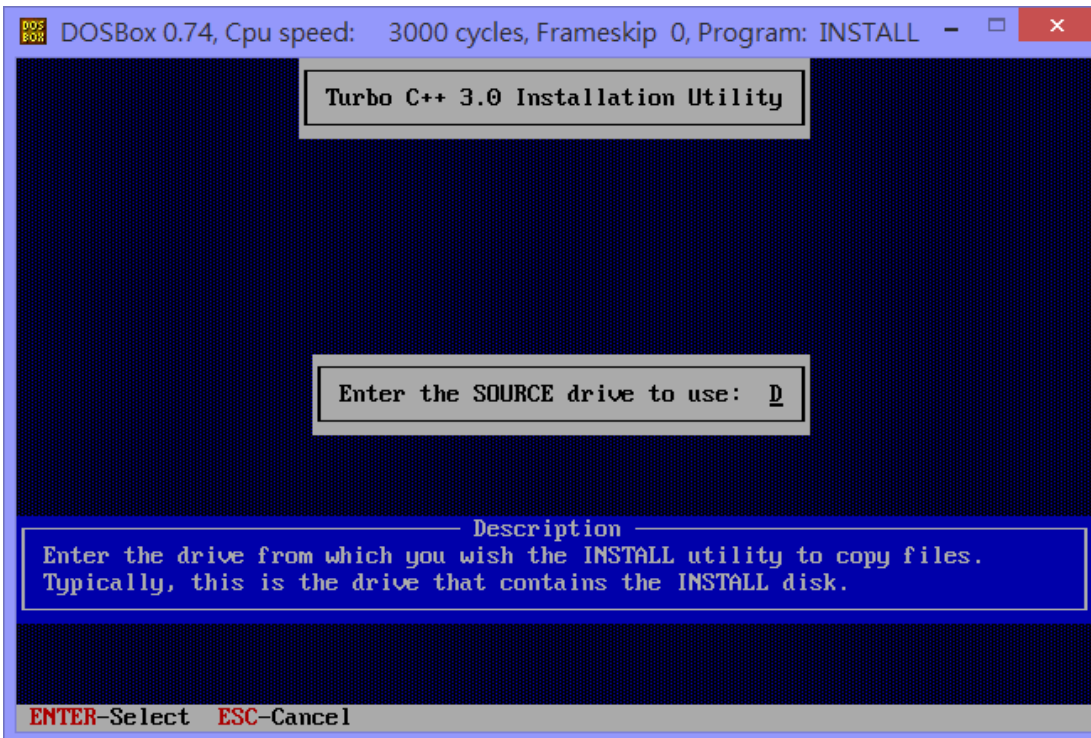 DOS
BOX
DOSBox 0.74, Cpu speed: 3000 cycles, Frameskip 0, Program: INSTALL
Turbo C++ 3.0 Installation Utility
Enter the SOURCE drive to use: D
Description
Enter the drive from which you wish the INSTALL utility to copy files.
Typically, this is the drive that contains the INSTALL disk.
ENTER-Select ESC-Cancel